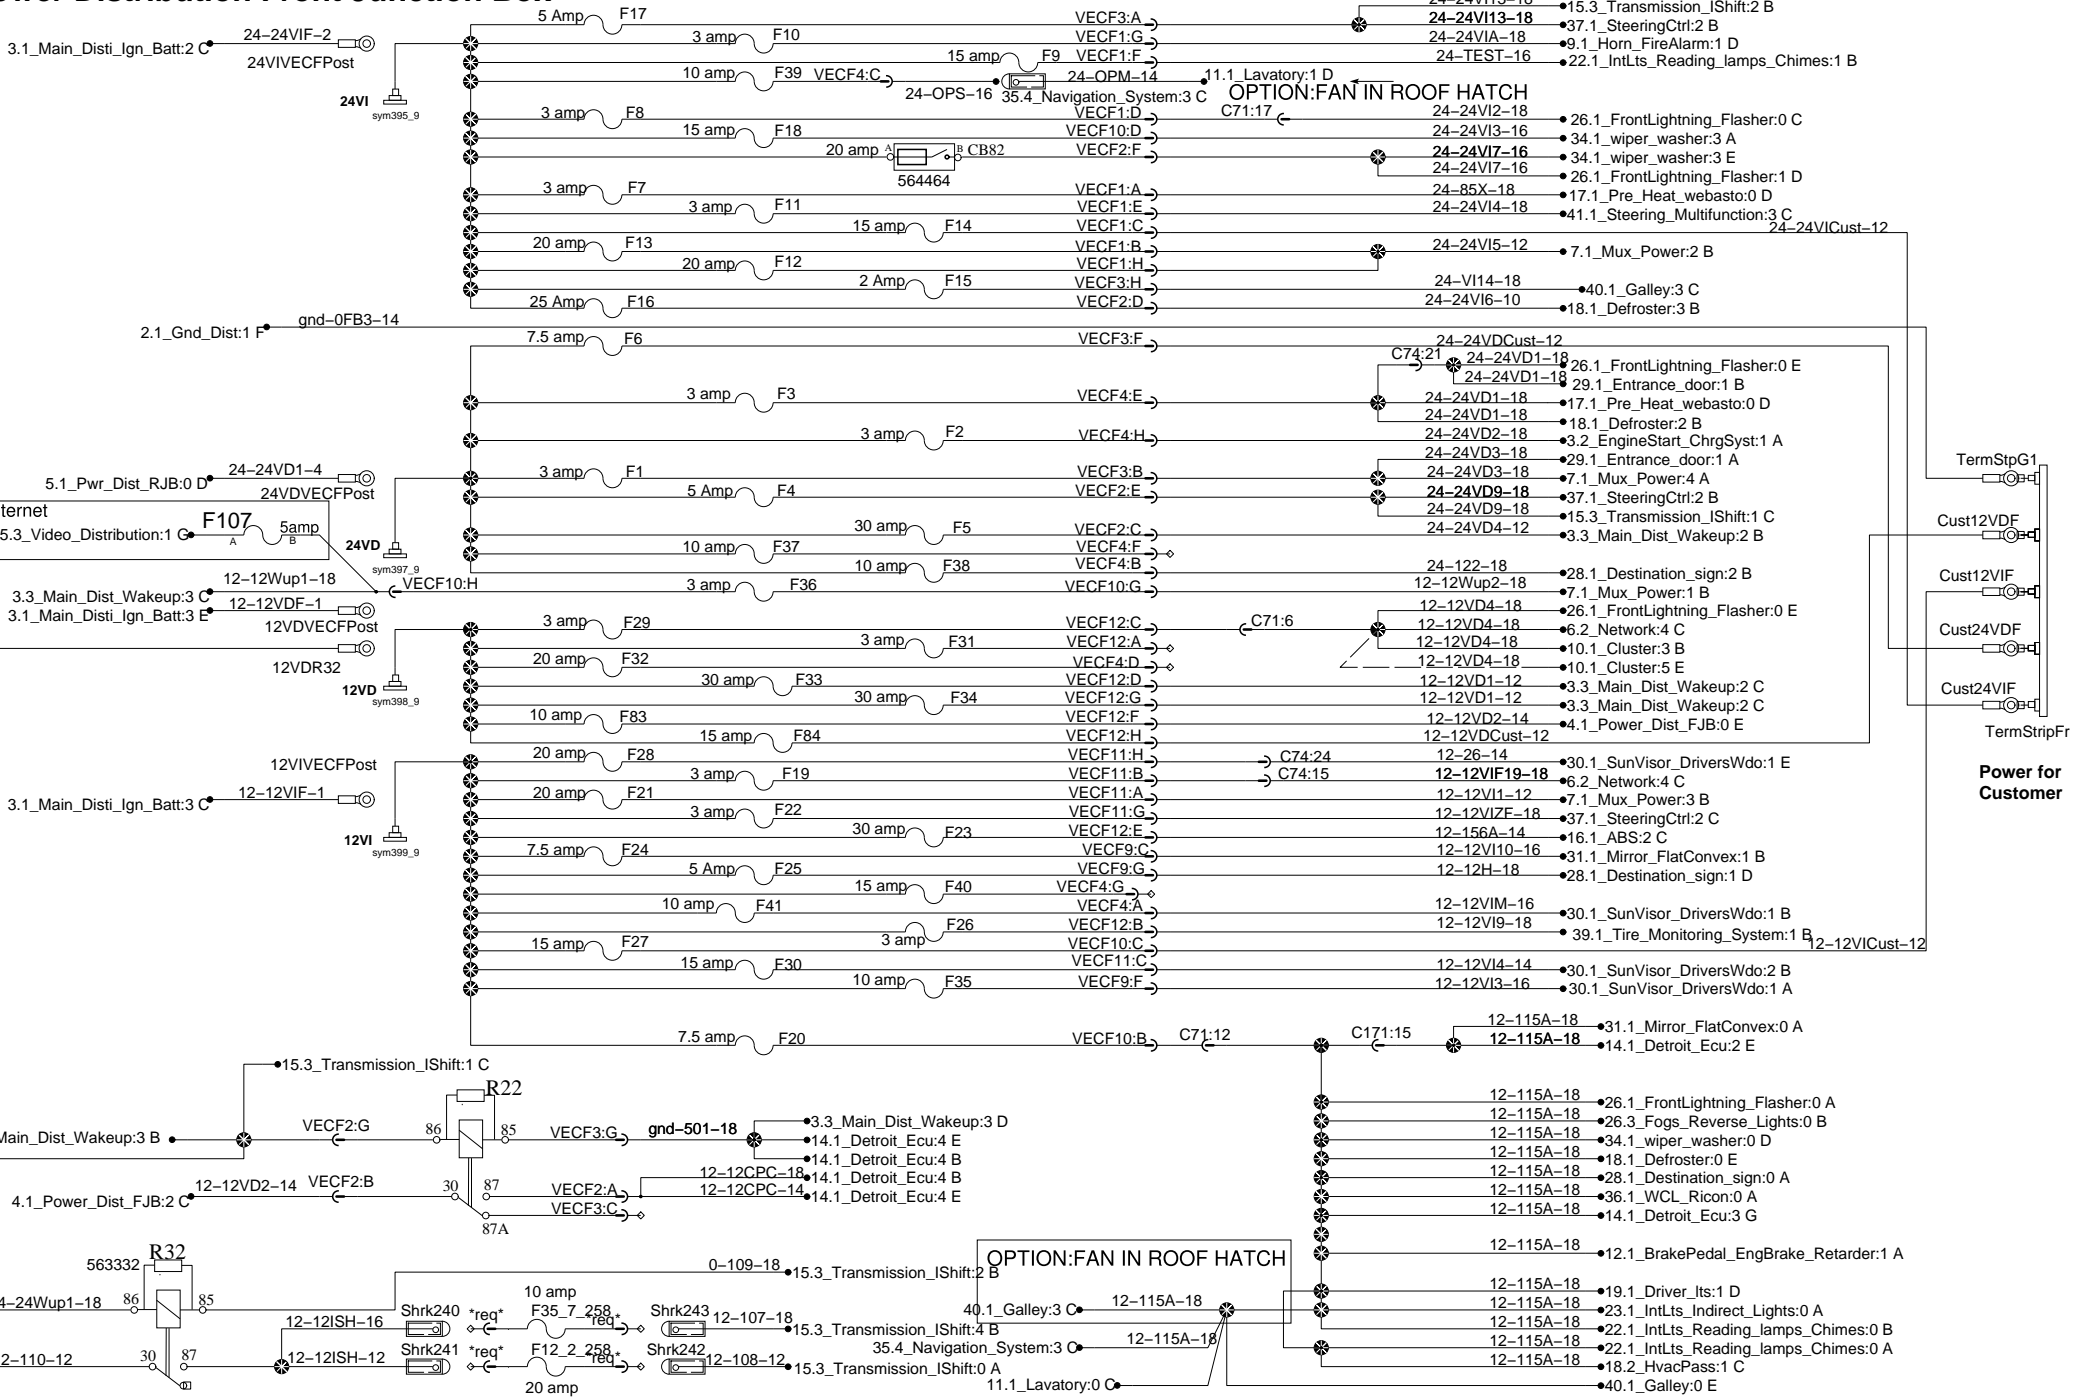 5 Amp F17 VECF3:A 24-24VI13-18 15.3_Transmission_IShift:2 B
37.1_SteeringCtrl:2 B
3.1_Main_Disti_Ign_Batt:2 C 24-24VIF-2 24VIVECFPost
3 amp F10 VECF1:G 24-24VIA-18 9.1_Horn_FireAlarm:1 D
15 amp F9 VECF1:F 24-TEST-16 22.1_IntLts_Reading_lamps_Chimes:1 B
10 amp F39 VECF4:C 24-OPS-16 24-OPM-14 11.1_Lavatory:1 D
35.4_Navigation_System:3 C OPTION:FAN IN ROOF HATCH
24VI sym395_9
3 amp F8 VECF1:D C71:17 24-24VI2-18 26.1_FrontLightning_Flasher:0 C
15 amp F18 VECF10:D 24-24VI3-16 34.1_wiper_washer:3 A
20 amp A B CB82 564464 VECF2:F 24-24VI7-16 34.1_wiper_washer:3 E
24-24VI7-16 26.1_FrontLightning_Flasher:1 D
3 amp F7 VECF1:A 24-85X-18 17.1_Pre_Heat_webasto:0 D
3 amp F11 VECF1:E 24-24VI4-18 41.1_Steering_Multifunction:3 C
15 amp F14 VECF1:C 24-24VICust-12
20 amp F13 VECF1:B 24-24VI5-12 7.1_Mux_Power:2 B
20 amp F12 VECF1:H
2 Amp F15 VECF3:H 24-VI14-18 40.1_Galley:3 C
25 Amp F16 VECF2:D 24-24VI6-10 18.1_Defroster:3 B
2.1_Gnd_Dist:1 F gnd-0FB3-14
7.5 amp F6 VECF3:F 24-24VDCust-12
C74:21 24-24VD1-18 26.1_FrontLightning_Flasher:0 E
24-24VD1-18 29.1_Entrance_door:1 B
3 amp F3 VECF4:E 24-24VD1-18 17.1_Pre_Heat_webasto:0 D
24-24VD1-18 18.1_Defroster:2 B
3 amp F2 VECF4:H 24-24VD2-18 3.2_EngineStart_ChrgSyst:1 A
24-24VD3-18 29.1_Entrance_door:1 A
5.1_Pwr_Dist_RJB:0 D 24-24VD1-4 24VDVECFPost
3 amp F1 VECF3:B 24-24VD3-18 7.1_Mux_Power:4 A
5 Amp F4 VECF2:E 24-24VD9-18 37.1_SteeringCtrl:2 B
24-24VD9-18 15.3_Transmission_IShift:1 C
ternet
5.3_Video_Distribution:1 G F107 A B 5amp
24VD sym397_9
30 amp F5 VECF2:C 24-24VD4-12 3.3_Main_Dist_Wakeup:2 B
10 amp F37 VECF4:F
10 amp F38 VECF4:B 24-122-18 28.1_Destination_sign:2 B
3.3_Main_Dist_Wakeup:3 C 12-12Wup1-18 VECF10:H 3 amp F36 VECF10:G 12-12Wup2-18 7.1_Mux_Power:1 B
3.1_Main_Disti_Ign_Batt:3 E 12-12VDF-1 12VDVECFPost
12VDR32
12VD sym398_9
12-12VD4-18 26.1_FrontLightning_Flasher:0 E
3 amp F29 VECF12:C C71:6 12-12VD4-18 6.2_Network:4 C
3 amp F31 VECF12:A 12-12VD4-18 10.1_Cluster:3 B
20 amp F32 VECF4:D 12-12VD4-18 10.1_Cluster:5 E
30 amp F33 VECF12:D 12-12VD1-12 3.3_Main_Dist_Wakeup:2 C
30 amp F34 VECF12:G 12-12VD1-12 3.3_Main_Dist_Wakeup:2 C
10 amp F83 VECF12:F 12-12VD2-14 4.1_Power_Dist_FJB:0 E
15 amp F84 VECF12:H 12-12VDCust-12
TermStpG1
Cust12VDF
Cust12VIF
Cust24VDF
Cust24VIF
TermStripFr
Power for
Customer
12VIVECFPost
3.1_Main_Disti_Ign_Batt:3 C 12-12VIF-1
12VI sym399_9
20 amp F28 VECF11:H C74:24 12-26-14 30.1_SunVisor_DriversWdo:1 E
3 amp F19 VECF11:B C74:15 12-12VIF19-18 6.2_Network:4 C
20 amp F21 VECF11:A 12-12VI1-12 7.1_Mux_Power:3 B
3 amp F22 VECF11:G 12-12VIZF-18 37.1_SteeringCtrl:2 C
30 amp F23 VECF12:E 12-156A-14 16.1_ABS:2 C
7.5 amp F24 VECF9:C 12-12VI10-16 31.1_Mirror_FlatConvex:1 B
5 Amp F25 VECF9:G 12-12H-18 28.1_Destination_sign:1 D
15 amp F40 VECF4:G
10 amp F41 VECF4:A 12-12VIM-16 30.1_SunVisor_DriversWdo:1 B
3 amp F26 VECF12:B 12-12VI9-18 39.1_Tire_Monitoring_System:1 B
15 amp F27 VECF10:C 12-12VICust-12
15 amp F30 VECF11:C 12-12VI4-14 30.1_SunVisor_DriversWdo:2 B
10 amp F35 VECF9:F 12-12VI3-16 30.1_SunVisor_DriversWdo:1 A
12-115A-18 31.1_Mirror_FlatConvex:0 A
7.5 amp F20 VECF10:B C71:12 C171:15 12-115A-18 14.1_Detroit_Ecu:2 E
12-115A-18 26.1_FrontLightning_Flasher:0 A
12-115A-18 26.3_Fogs_Reverse_Lights:0 B
12-115A-18 34.1_wiper_washer:0 D
12-115A-18 18.1_Defroster:0 E
12-115A-18 28.1_Destination_sign:0 A
12-115A-18 36.1_WCL_Ricon:0 A
12-115A-18 14.1_Detroit_Ecu:3 G
12-115A-18 12.1_BrakePedal_EngBrake_Retarder:1 A
12-115A-18 19.1_Driver_lts:1 D
12-115A-18 23.1_IntLts_Indirect_Lights:0 A
12-115A-18 22.1_IntLts_Reading_lamps_Chimes:0 B
12-115A-18 22.1_IntLts_Reading_lamps_Chimes:0 A
12-115A-18 18.2_HvacPass:1 C
40.1_Galley:0 E
15.3_Transmission_IShift:1 C
R22
Main_Dist_Wakeup:3 B VECF2:G 86 85 VECF3:G gnd-501-18 3.3_Main_Dist_Wakeup:3 D
14.1_Detroit_Ecu:4 E
14.1_Detroit_Ecu:4 B
12-12CPC-18 14.1_Detroit_Ecu:4 B
4.1_Power_Dist_FJB:2 C 12-12VD2-14 VECF2:B 30 87 VECF2:A 12-12CPC-14 14.1_Detroit_Ecu:4 E
87A VECF3:C
R32
563332
0-109-18 15.3_Transmission_IShift:2 B
4-24Wup1-18 86 85
12-12ISH-16 Shrk240 *req* 10 amp F35_7_258 *req* Shrk243 12-107-18 15.3_Transmission_IShift:4 B
2-110-12 30 87 12-12ISH-12 Shrk241 *req* F12_2_258 *req* 20 amp Shrk242 12-108-12 15.3_Transmission_IShift:0 A
OPTION:FAN IN ROOF HATCH
40.1_Galley:3 C 12-115A-18
35.4_Navigation_System:3 C 12-115A-18
11.1_Lavatory:0 C